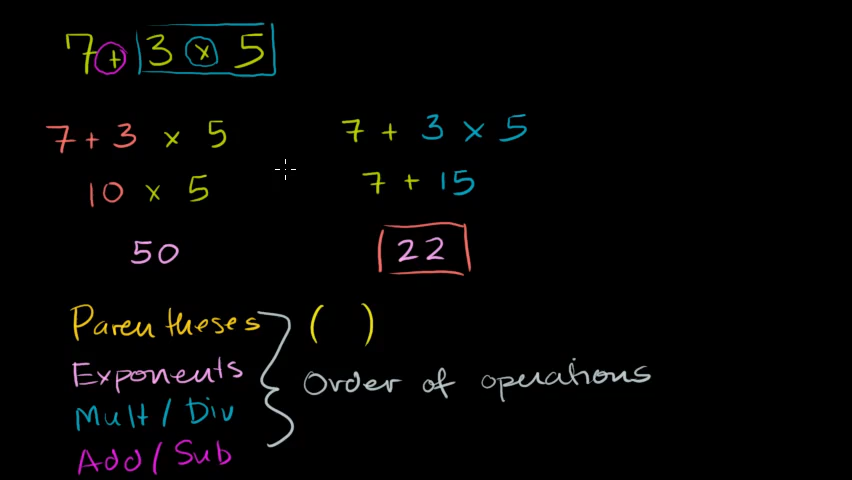 7 + 3 × 5
7 + 3 × 5
10 × 5
50
7 + 3 × 5
7 + 15
22
Parentheses ( )
Exponents
Mult / Div
Add / Sub
Order of operations